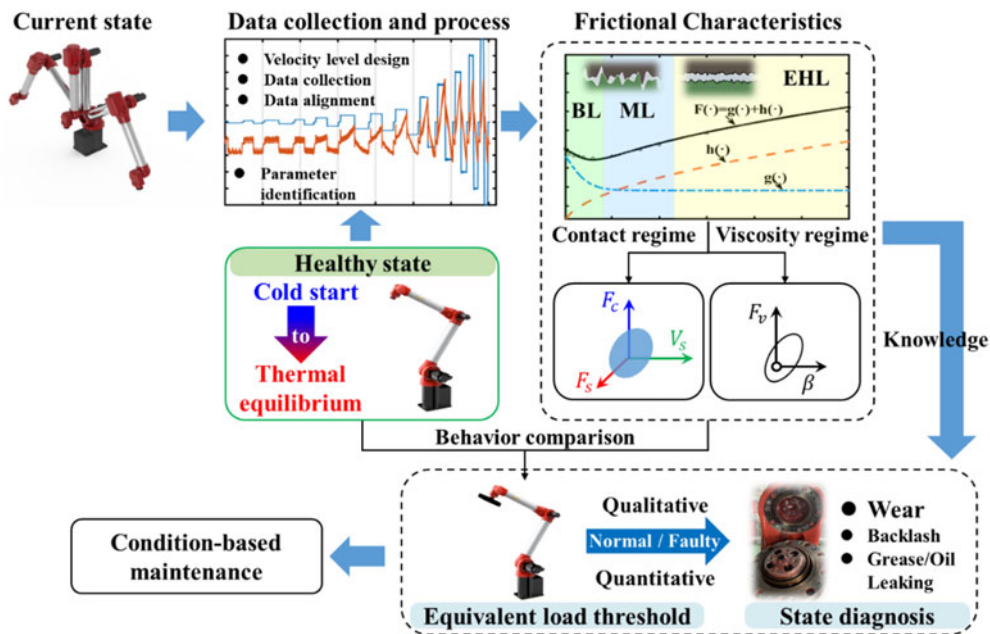 Current state
Data collection and process
Frictional Characteristics
● Velocity level design
● Data collection
● Data alignment
● Parameter
identification
BL
ML
EHL
F(·)=g(·)+h(·)
h(·)
g(·)
Contact regime
Viscosity regime
Healthy state
Cold start
to
Thermal
equilibrium
F_c
V_s
F_s
F_v
β
Knowledge
Behavior comparison
Condition-based
maintenance
Qualitative
Normal / Faulty
Quantitative
● Wear
● Backlash
● Grease/Oil
Leaking
Equivalent load threshold
State diagnosis